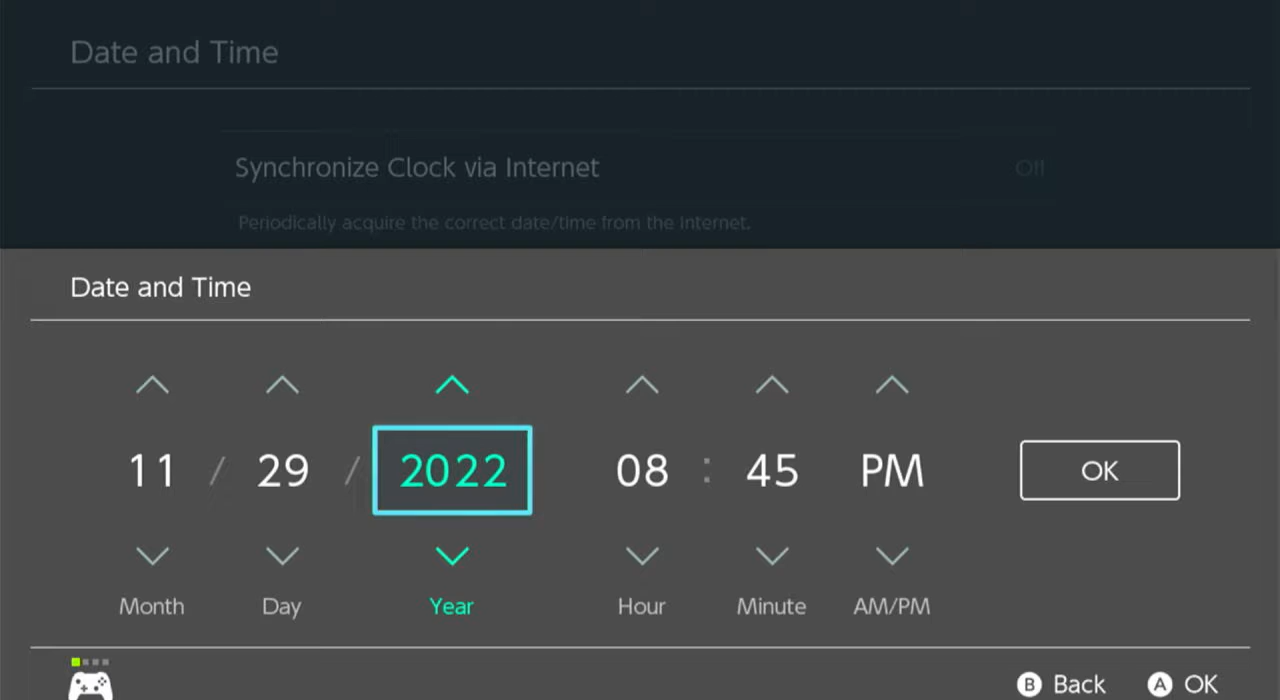 Date and Time
Synchronize Clock via Internet Off
Periodically acquire the correct date/time from the Internet.
Date and Time
11 / 29 / 2022 08 : 45 PM OK
Month Day Year Hour Minute AM/PM
B Back A OK